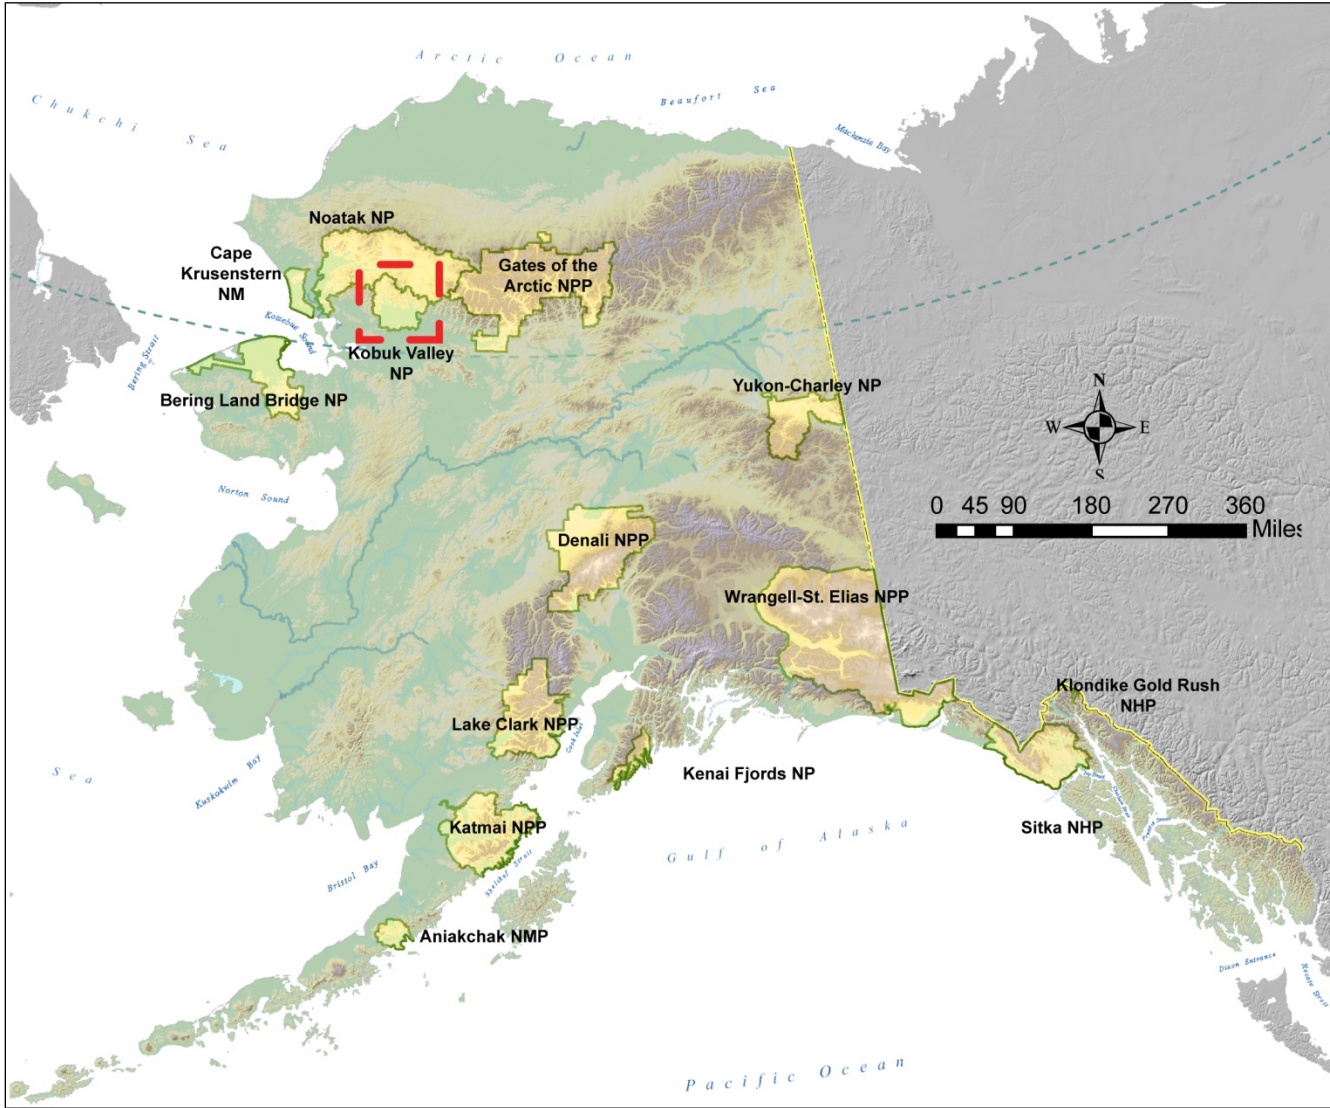 Arctic Ocean
Chukchi Sea
Beaufort Sea
Mackenzie Bay
Noatak NP
Cape
Krusenstern
NM
Gates of the
Arctic NPP
Kotzebue Sound
Bering Strait
Kobuk Valley
NP
Bering Land Bridge NP
Yukon-Charley NP
N
W E
S
Norton Sound
0 45 90 180 270 360
Miles
Denali NPP
Wrangell-St. Elias NPP
Klondike Gold Rush
NHP
Lake Clark NPP
Cook Inlet
Kenai Fjords NP
Sea
Kuskokwim Bay
Katmai NPP
Sitka NHP
Gulf of Alaska
Shelikof Strait
Bristol Bay
Aniakchak NMP
Dixon Entrance
Hecate Strait
Pacific Ocean